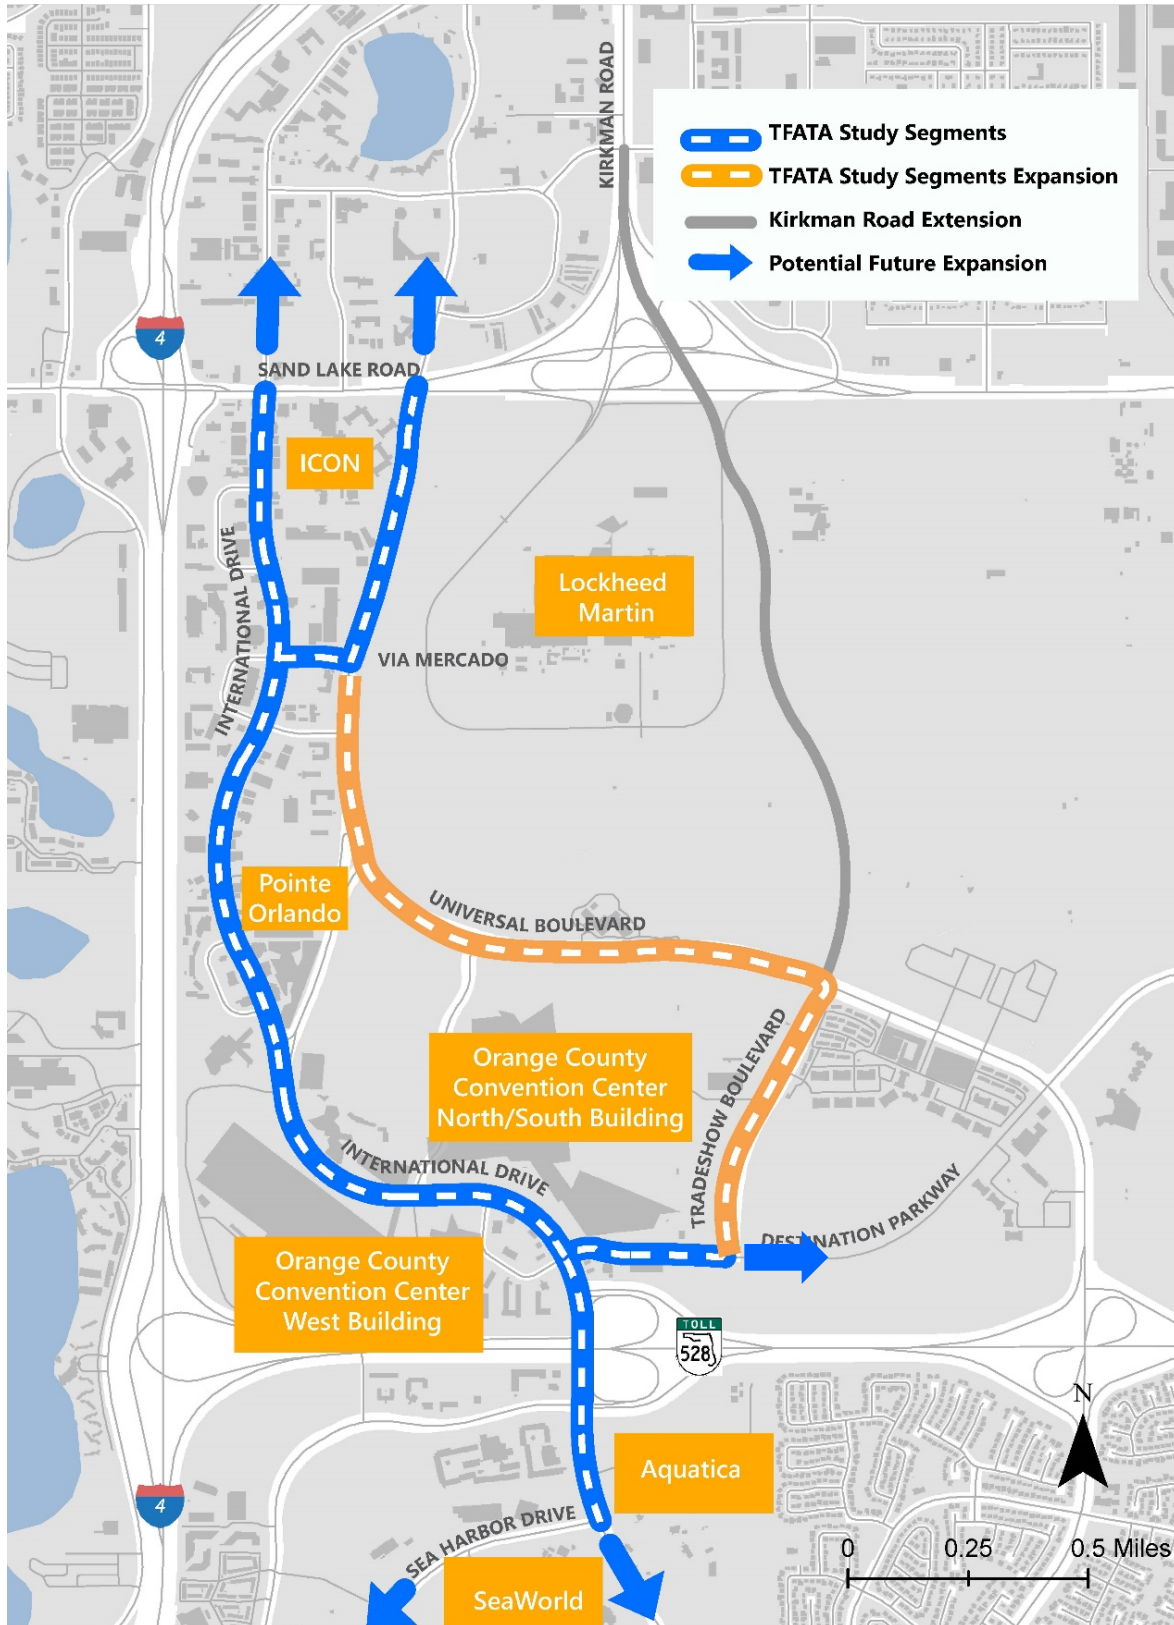 KIRKMAN ROAD
TFATA Study Segments
TFATA Study Segments Expansion
Kirkman Road Extension
Potential Future Expansion
4
SAND LAKE ROAD
ICON
INTERNATIONAL DRIVE
Lockheed
Martin
VIA MERCADO
Pointe
Orlando
UNIVERSAL BOULEVARD
Orange County
Convention Center
North/South Building
TRADESHOW BOULEVARD
INTERNATIONAL DRIVE
DESTINATION PARKWAY
Orange County
Convention Center
West Building
TOLL
528
N
Aquatica
4
SEA HARBOR DRIVE
0 0.25 0.5 Miles
SeaWorld